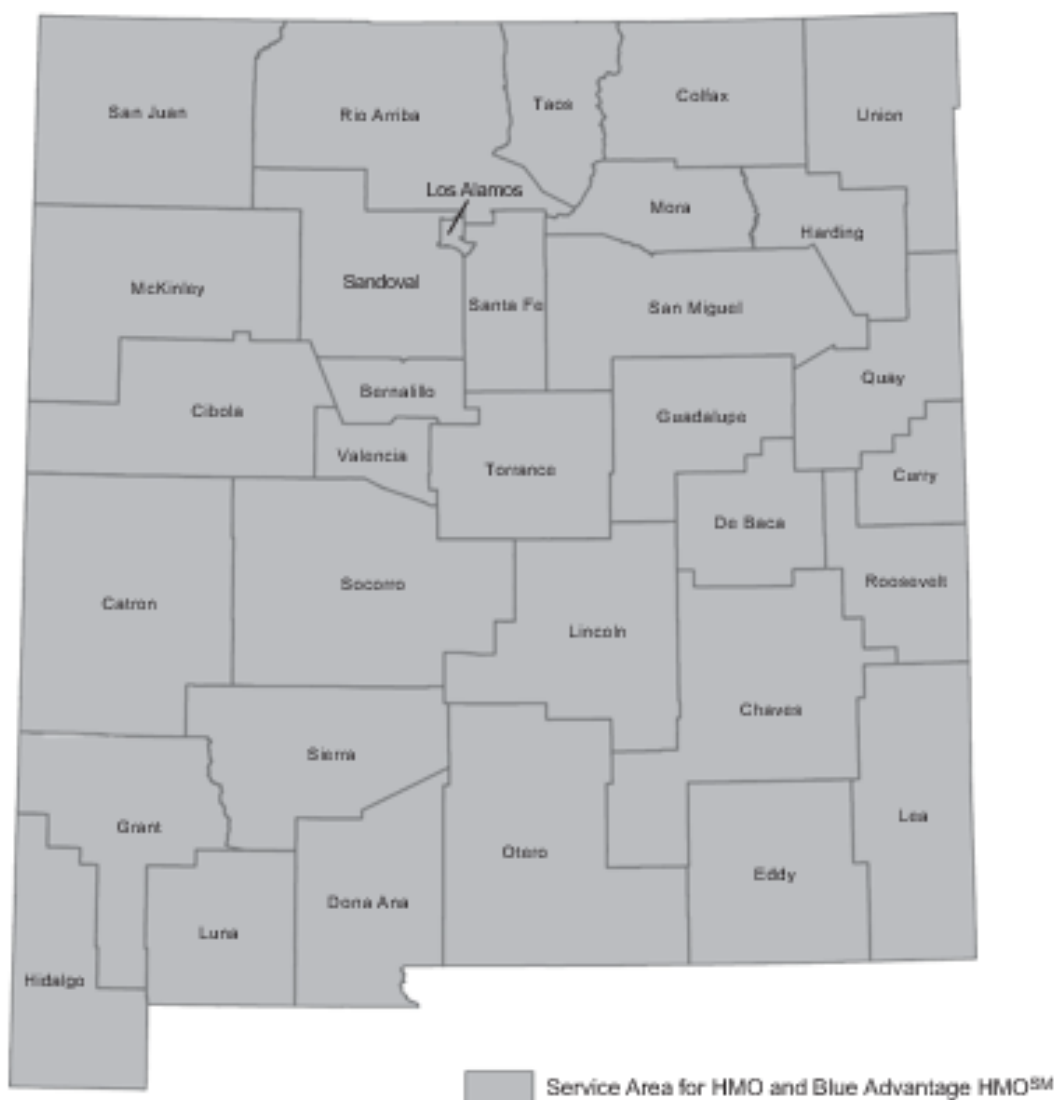 San Juan
Rio Arriba
Taos
Colfax
Union
Los Alamos
Mora
Harding
McKinley
Sandoval
Santa Fe
San Miguel
Quay
Cibola
Bernalillo
Guadalupe
Valencia
Torrance
Curry
De Baca
Catron
Socorro
Roosevelt
Lincoln
Chaves
Sierra
Grant
Otero
Lea
Eddy
Dona Ana
Luna
Hidalgo
Service Area for HMO and Blue Advantage HMO℠